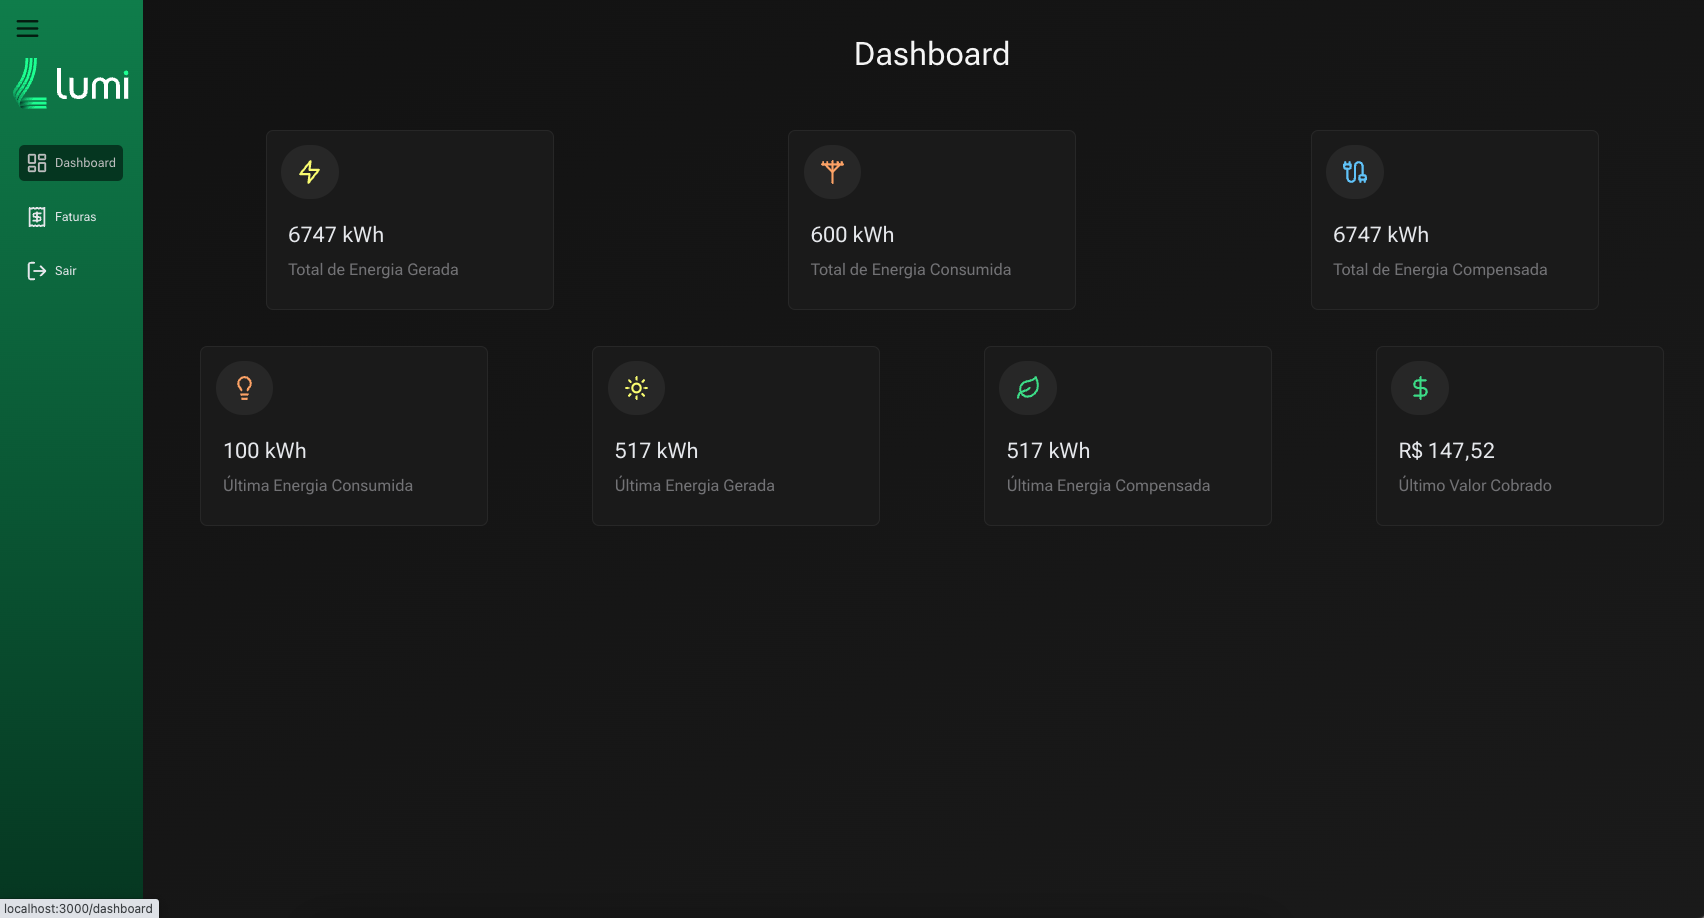 lumi
Dashboard
Faturas
Sair
Dashboard
6747 kWh
Total de Energia Gerada
600 kWh
Total de Energia Consumida
6747 kWh
Total de Energia Compensada
100 kWh
Última Energia Consumida
517 kWh
Última Energia Gerada
517 kWh
Última Energia Compensada
R$ 147,52
Último Valor Cobrado
localhost:3000/dashboard